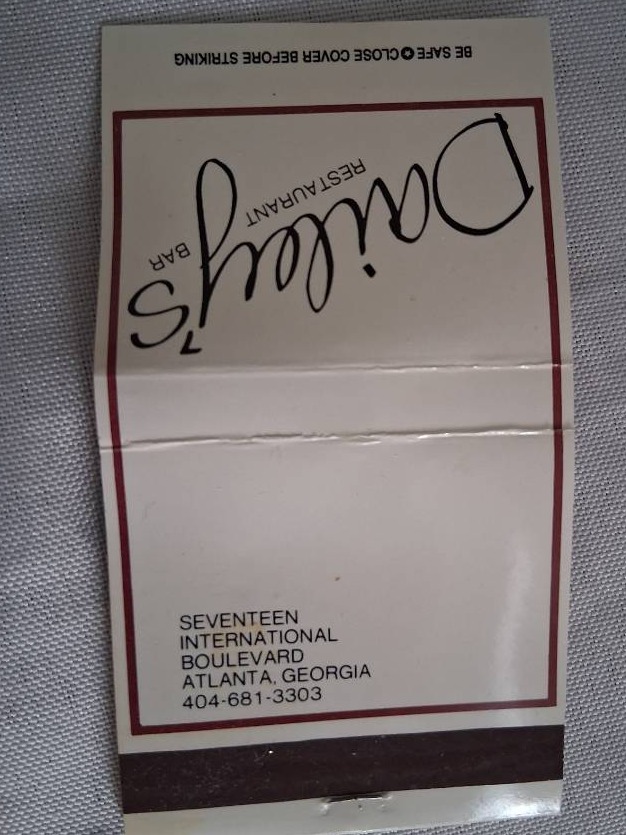 BE SAFE ✪ CLOSE COVER BEFORE STRIKING
Dailey's
RESTAURANT
BAR
SEVENTEEN
INTERNATIONAL
BOULEVARD
ATLANTA, GEORGIA
404-681-3303